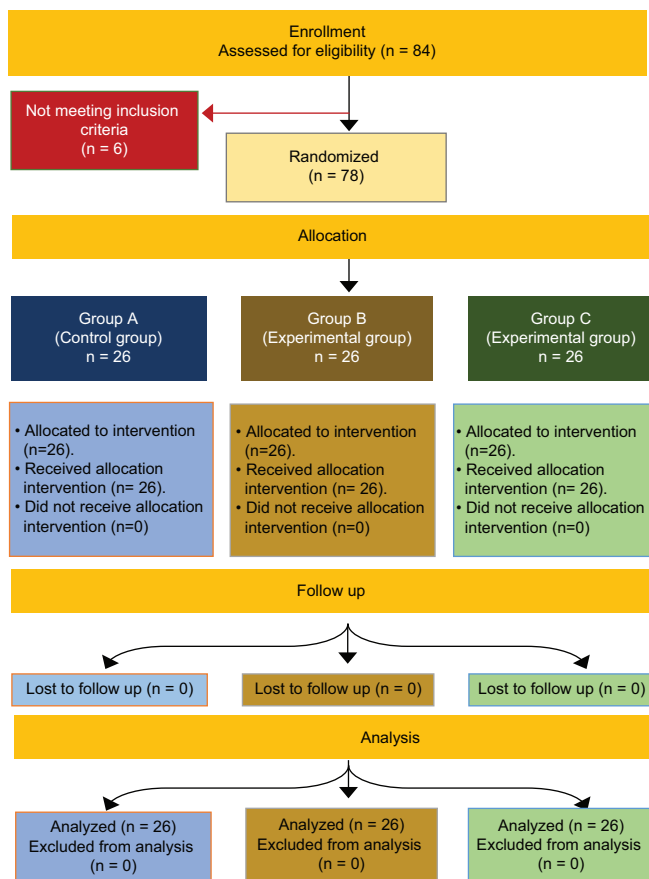 Enrollment
Assessed for eligibility (n = 84)
Not meeting inclusion
criteria
(n = 6)
Randomized
(n = 78)
Allocation
Group A
(Control group)
n = 26
Group B
(Experimental group)
n = 26
Group C
(Experimental group)
n = 26
• Allocated to intervention
(n=26).
• Received allocation
intervention (n= 26).
• Did not receive allocation
intervention (n=0)
• Allocated to intervention
(n=26).
• Received allocation
intervention (n= 26).
• Did not receive allocation
intervention (n=0)
• Allocated to intervention
(n=26).
• Received allocation
intervention (n= 26).
• Did not receive allocation
intervention (n=0)
Follow up
Lost to follow up (n = 0)
Lost to follow up (n = 0)
Lost to follow up (n = 0)
Analysis
Analyzed (n = 26)
Excluded from analysis
(n = 0)
Analyzed (n = 26)
Excluded from analysis
(n = 0)
Analyzed (n = 26)
Excluded from analysis
(n = 0)